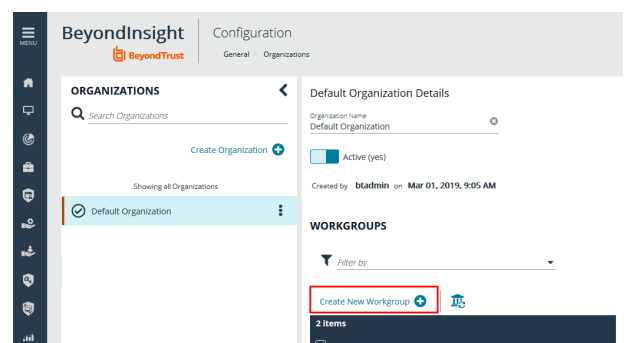 BeyondInsight
BeyondTrust
Configuration
General Organizations
MENU
ORGANIZATIONS
Search Organizations
Create Organization
Showing all Organizations
Default Organization
Default Organization Details
Organization Name
Default Organization
Active (yes)
Created by btadmin on Mar 01, 2019, 9:05 AM
WORKGROUPS
Filter by
Create New Workgroup
2 items